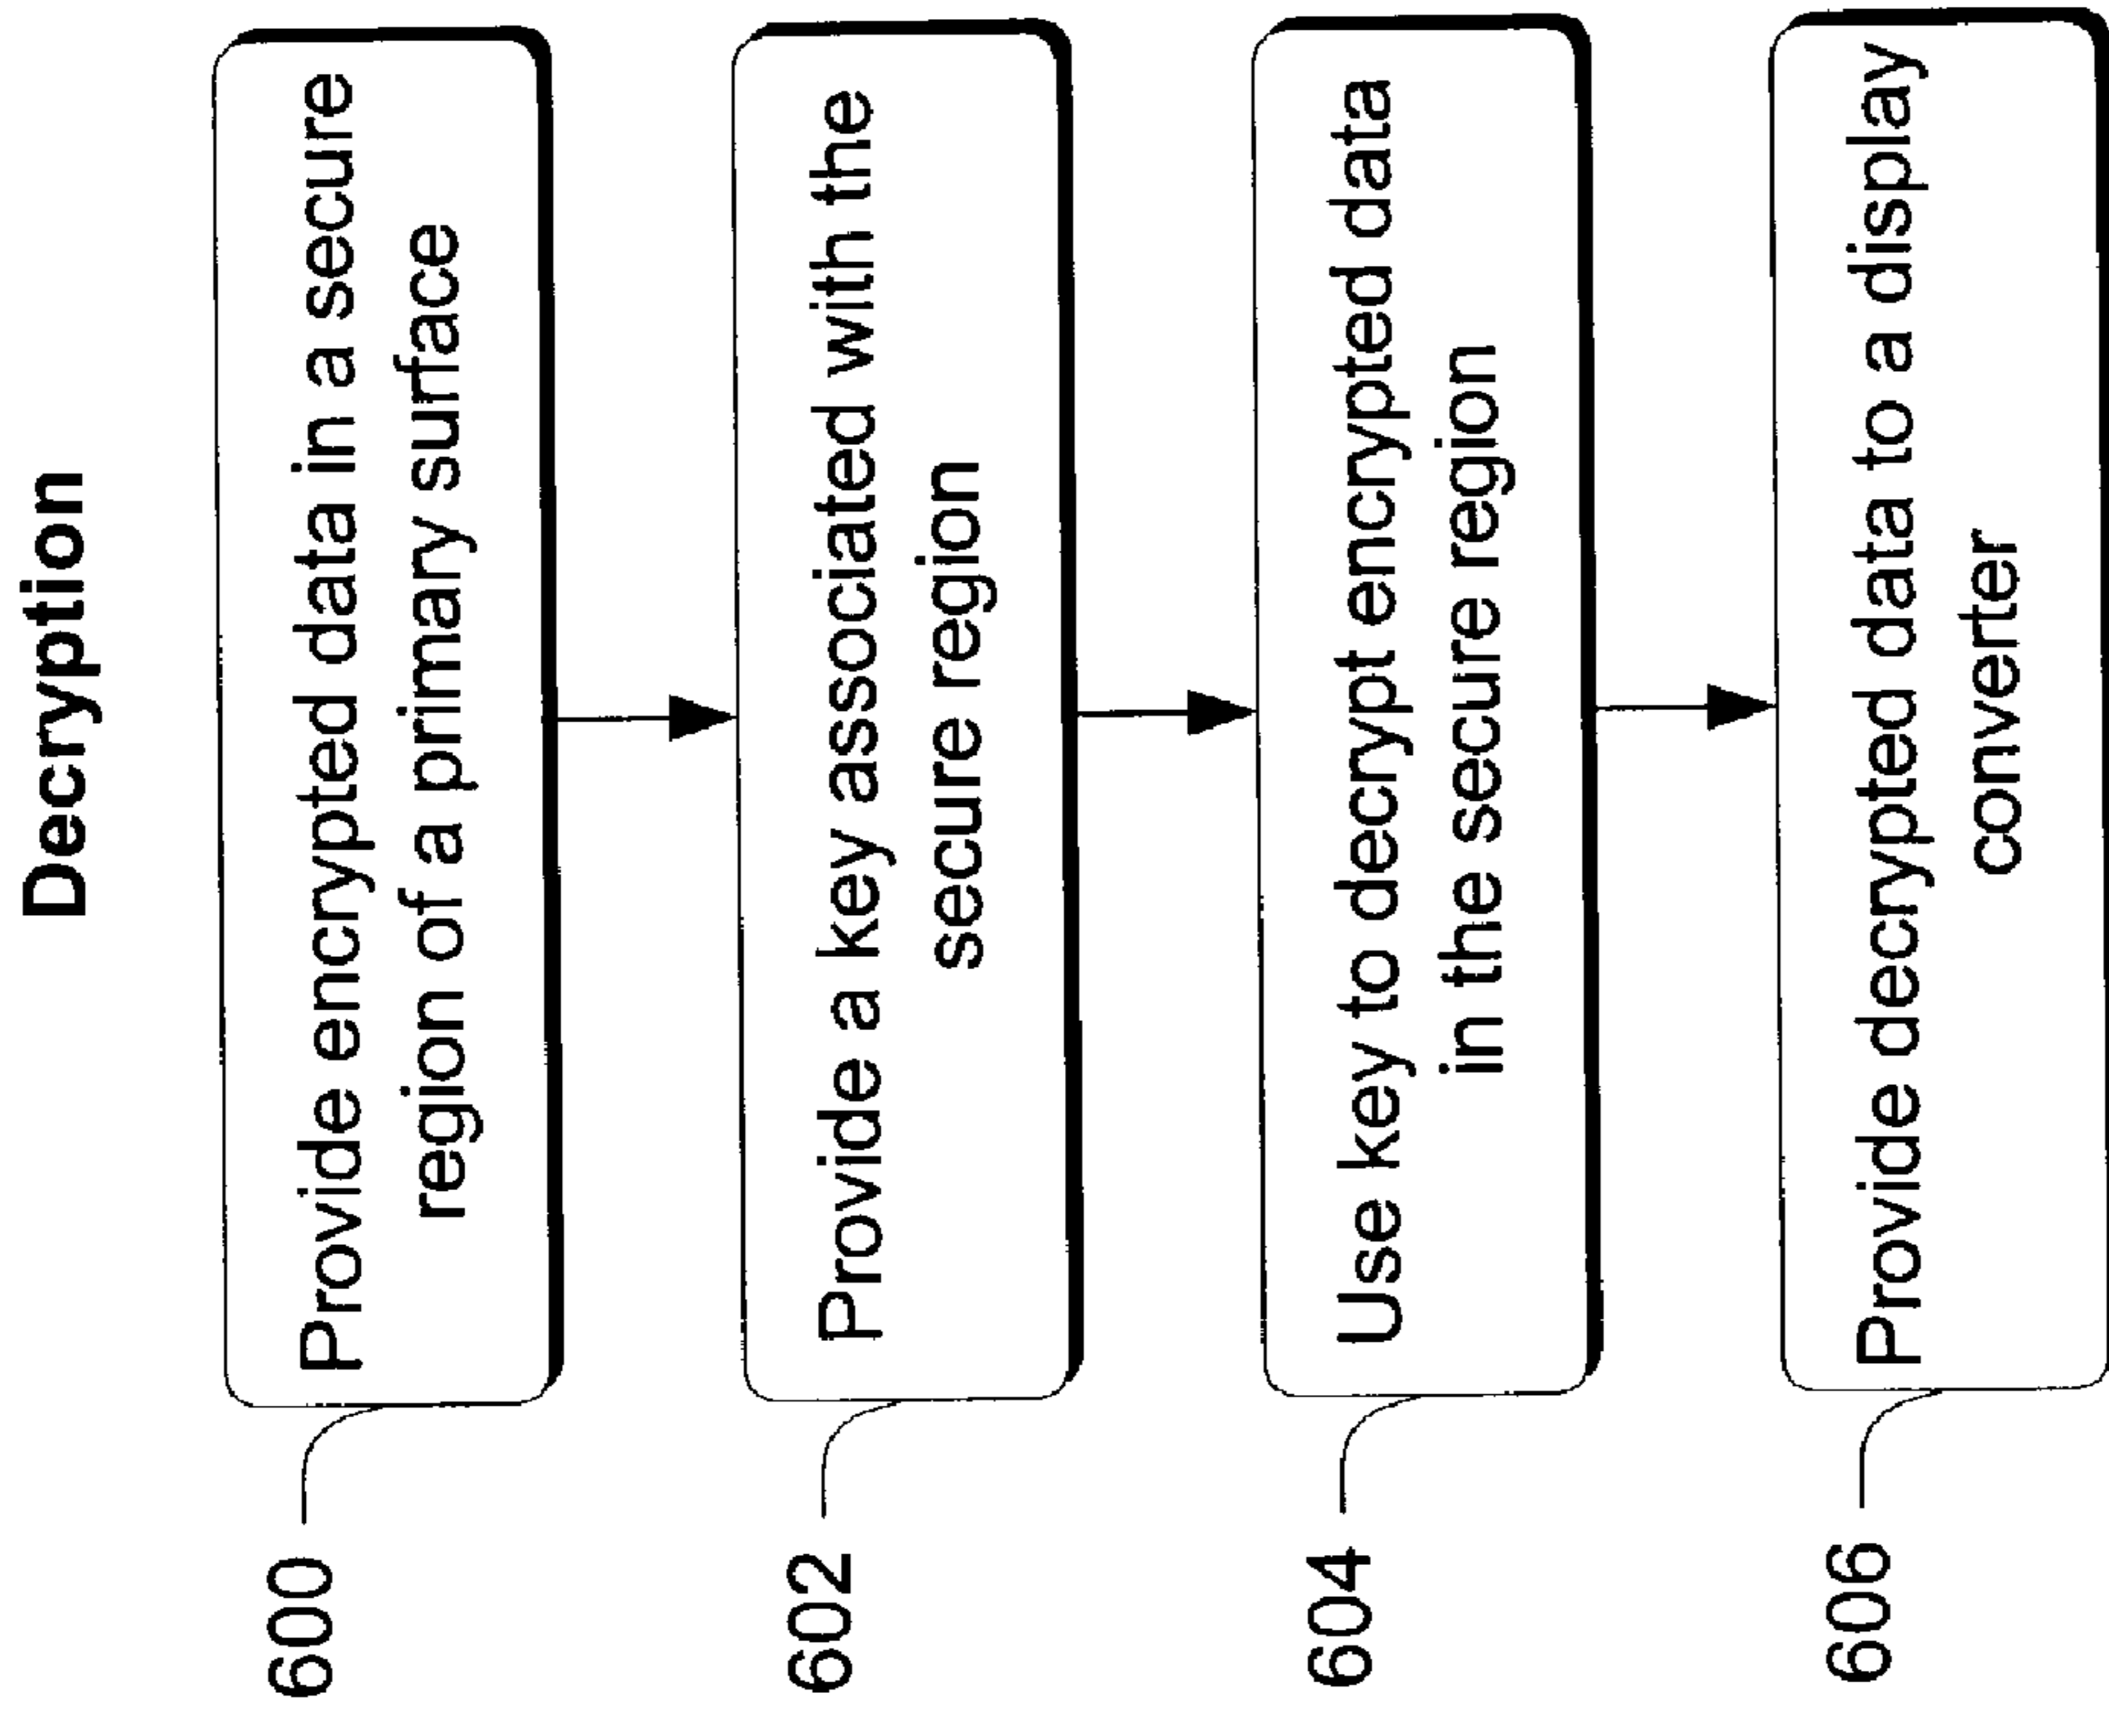 Decryption
600
Provide encrypted data in a secure
region of a primary surface
602
Provide a key associated with the
secure region
604
Use key to decrypt encrypted data
in the secure region
606
Provide decrypted data to a display
converter